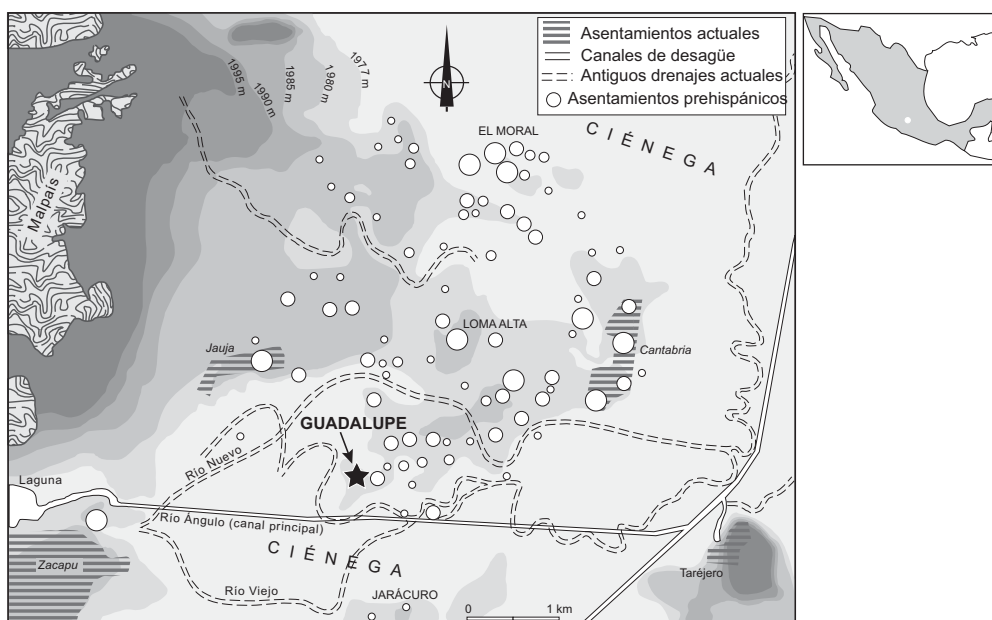 Asentamientos actuales
Canales de desagüe
Antiguos drenajes actuales
Asentamientos prehispánicos
1995 m
1990 m
1985 m
1980 m
1977 m
N
EL MORAL
CIÉNEGA
Malpaís
LOMA ALTA
Jauja
Cantabria
GUADALUPE
Río Nuevo
Laguna
Río Ángulo (canal principal)
CIÉNEGA
Zacapu
Taréjero
Río Viejo
JARÁCURO
0 1 km